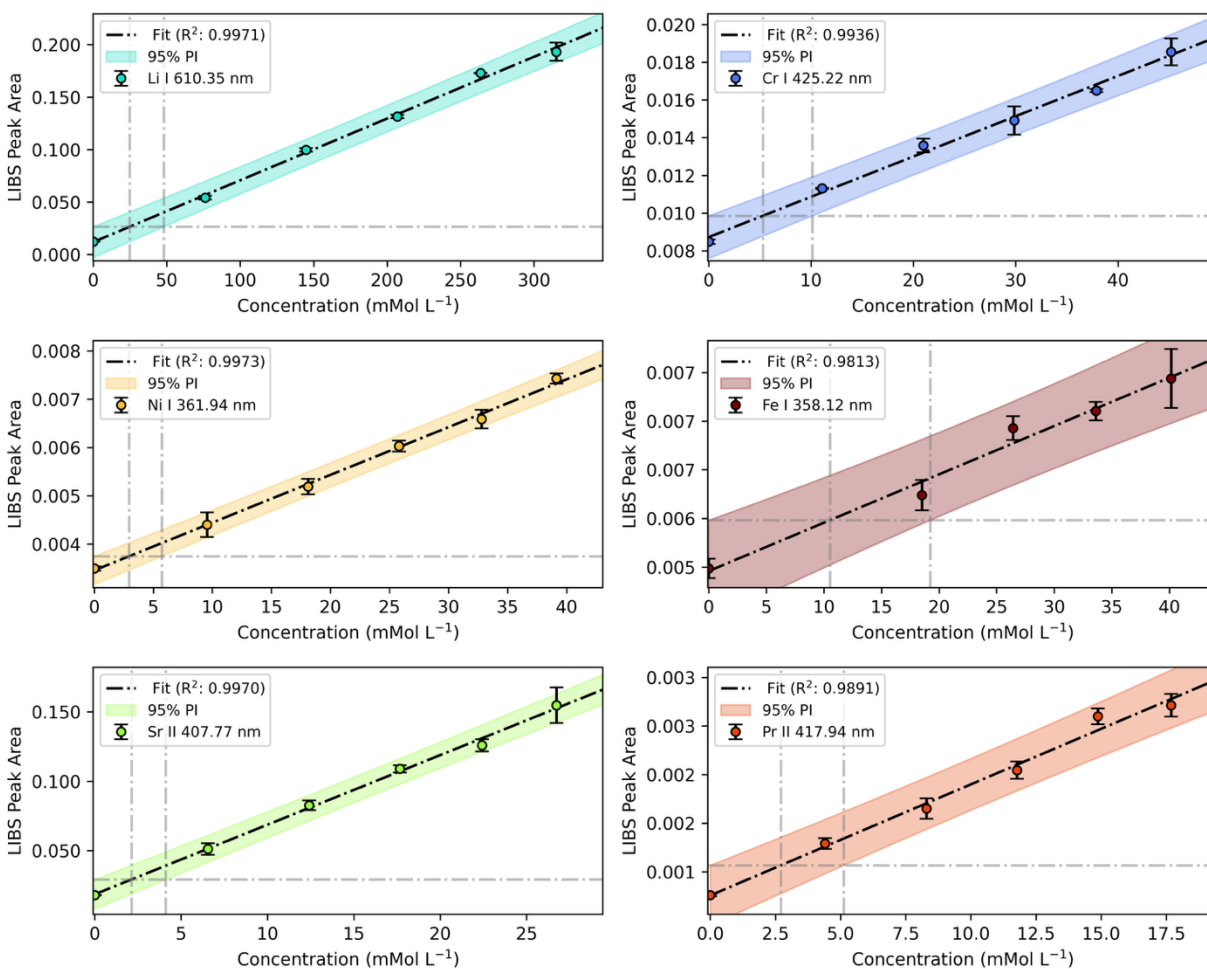 Fit (R²: 0.9971)
95% PI
Li I 610.35 nm
LIBS Peak Area
0.200
0.150
0.100
0.050
0.000
0 50 100 150 200 250 300
Concentration (mMol L⁻¹)
Fit (R²: 0.9936)
95% PI
Cr I 425.22 nm
LIBS Peak Area
0.020
0.018
0.016
0.014
0.012
0.010
0.008
0 10 20 30 40
Concentration (mMol L⁻¹)
Fit (R²: 0.9973)
95% PI
Ni I 361.94 nm
LIBS Peak Area
0.008
0.007
0.006
0.005
0.004
0 5 10 15 20 25 30 35 40
Concentration (mMol L⁻¹)
Fit (R²: 0.9813)
95% PI
Fe I 358.12 nm
LIBS Peak Area
0.007
0.007
0.007
0.006
0.005
0 5 10 15 20 25 30 35 40
Concentration (mMol L⁻¹)
Fit (R²: 0.9970)
95% PI
Sr II 407.77 nm
LIBS Peak Area
0.150
0.100
0.050
0 5 10 15 20 25
Concentration (mMol L⁻¹)
Fit (R²: 0.9891)
95% PI
Pr II 417.94 nm
LIBS Peak Area
0.003
0.003
0.002
0.002
0.001
0.0 2.5 5.0 7.5 10.0 12.5 15.0 17.5
Concentration (mMol L⁻¹)